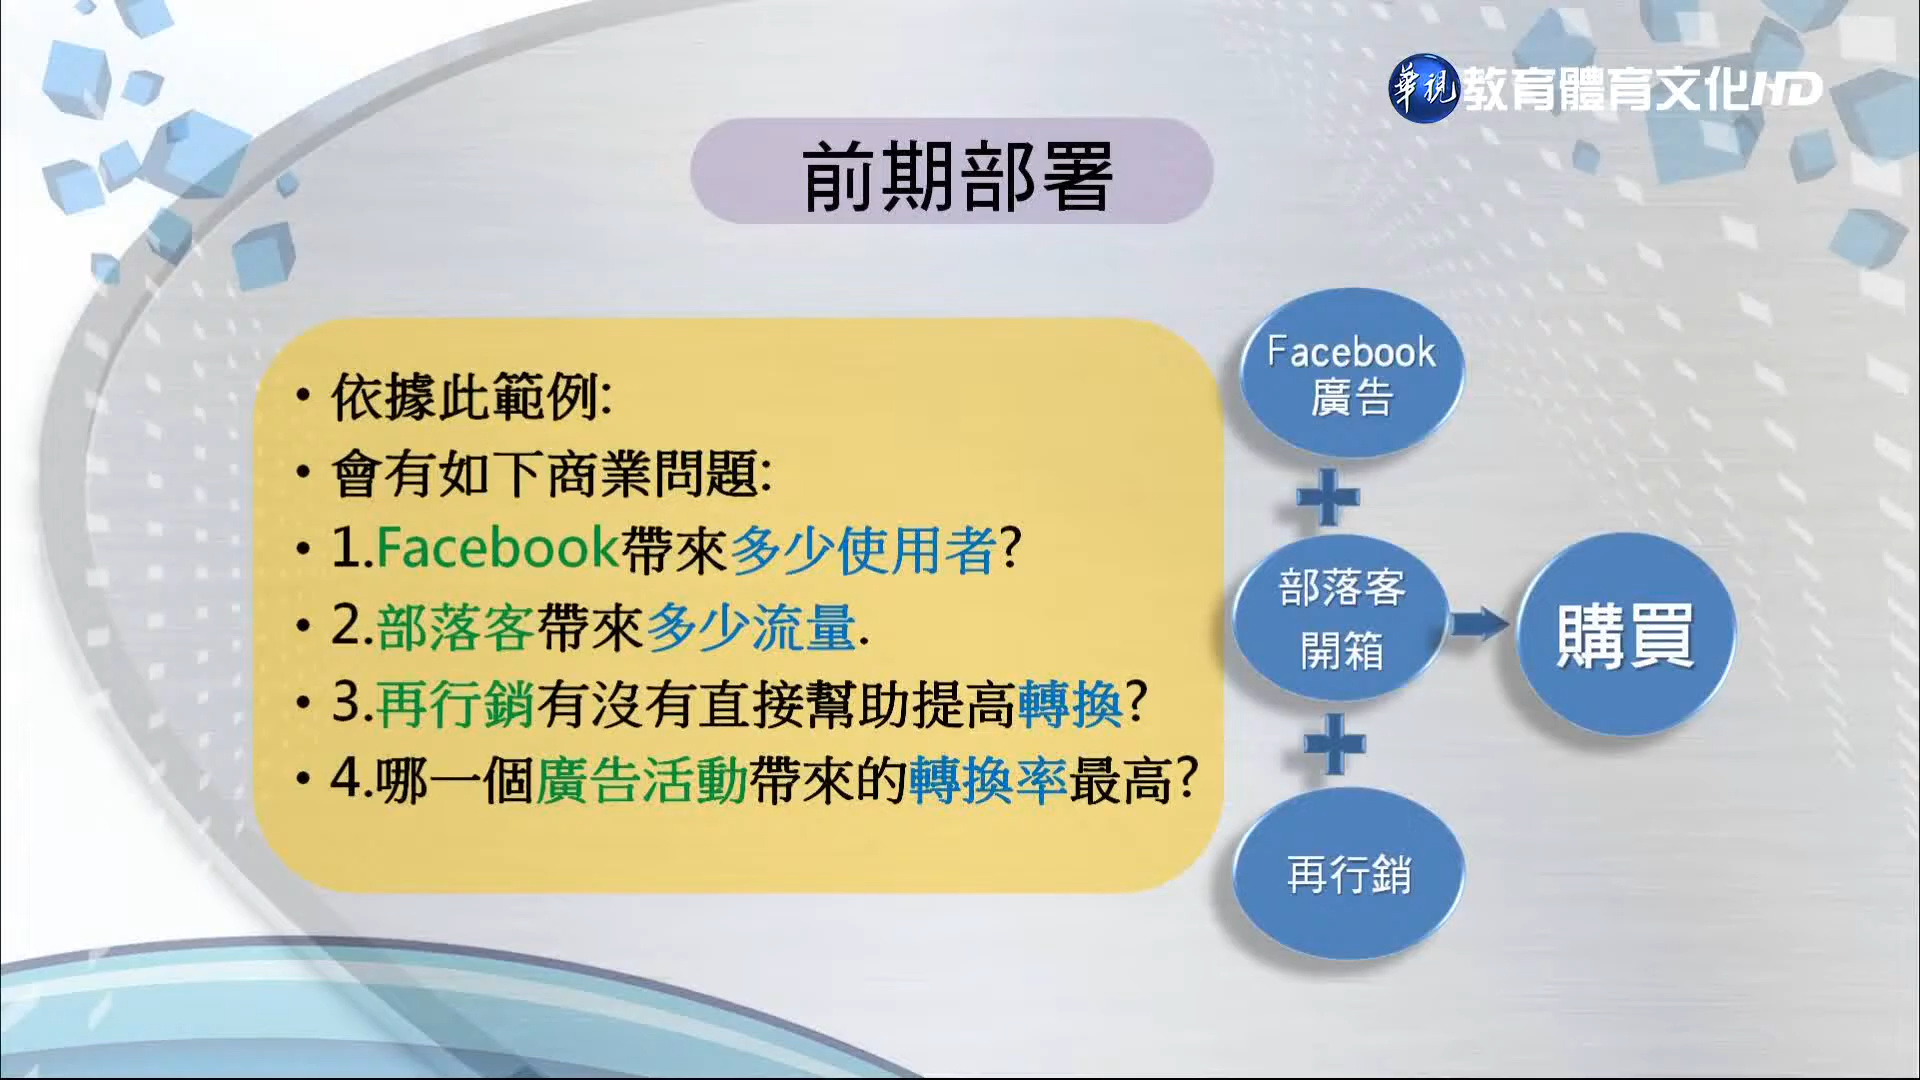 華視 教育體育文化HD
前期部署
• 依據此範例:
• 會有如下商業問題:
• 1.Facebook帶來多少使用者?
• 2.部落客帶來多少流量.
• 3.再行銷有沒有直接幫助提高轉換?
• 4.哪一個廣告活動帶來的轉換率最高?
Facebook
廣告
部落客
開箱
再行銷
購買